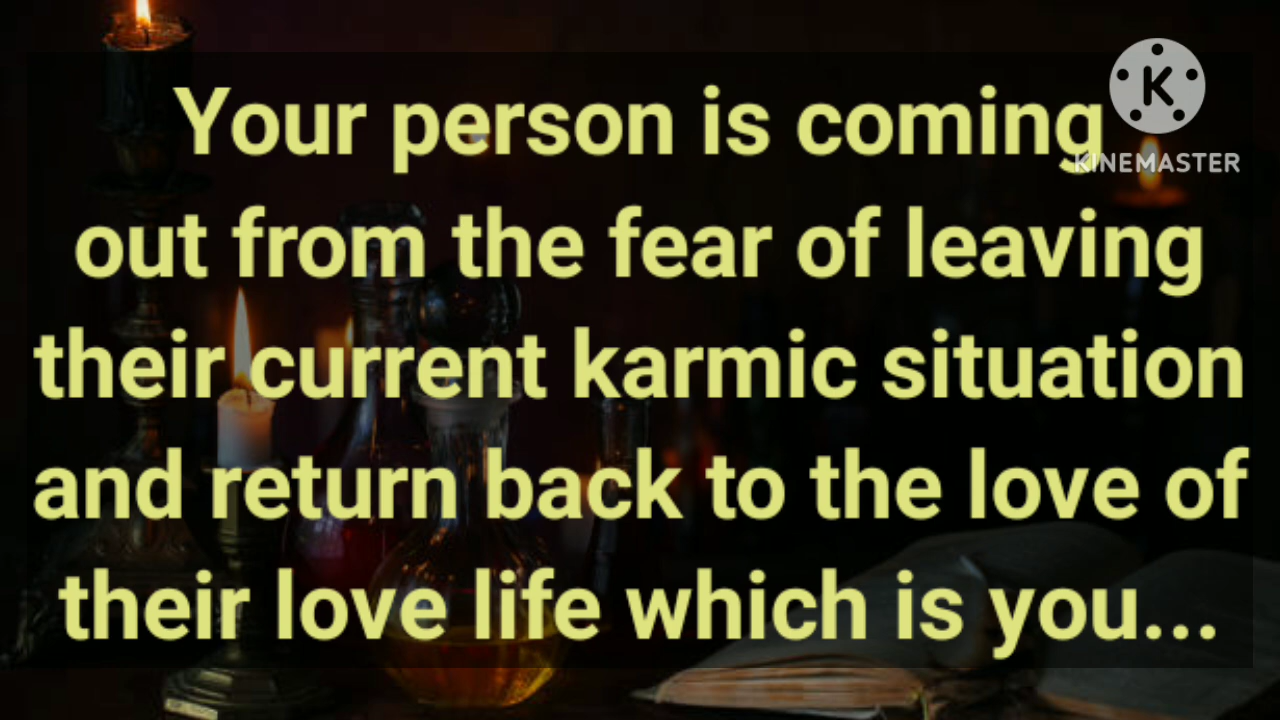 Your person is coming
out from the fear of leaving
their current karmic situation
and return back to the love of
their love life which is you...
K
KINEMASTER